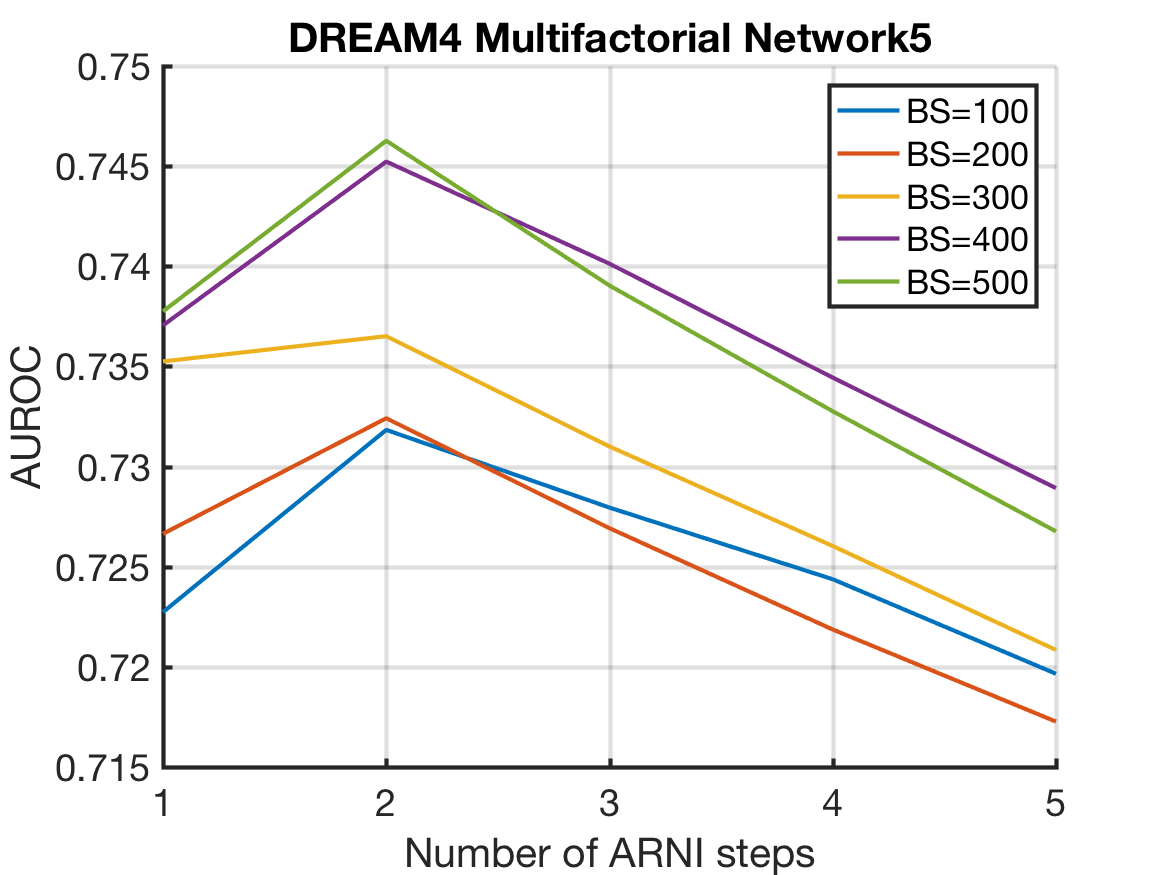 DREAM4 Multifactorial Network5
0.75
0.745
0.74
0.735
0.73
0.725
0.72
0.715
AUROC
BS=100
BS=200
BS=300
BS=400
BS=500
1 2 3 4 5
Number of ARNI steps